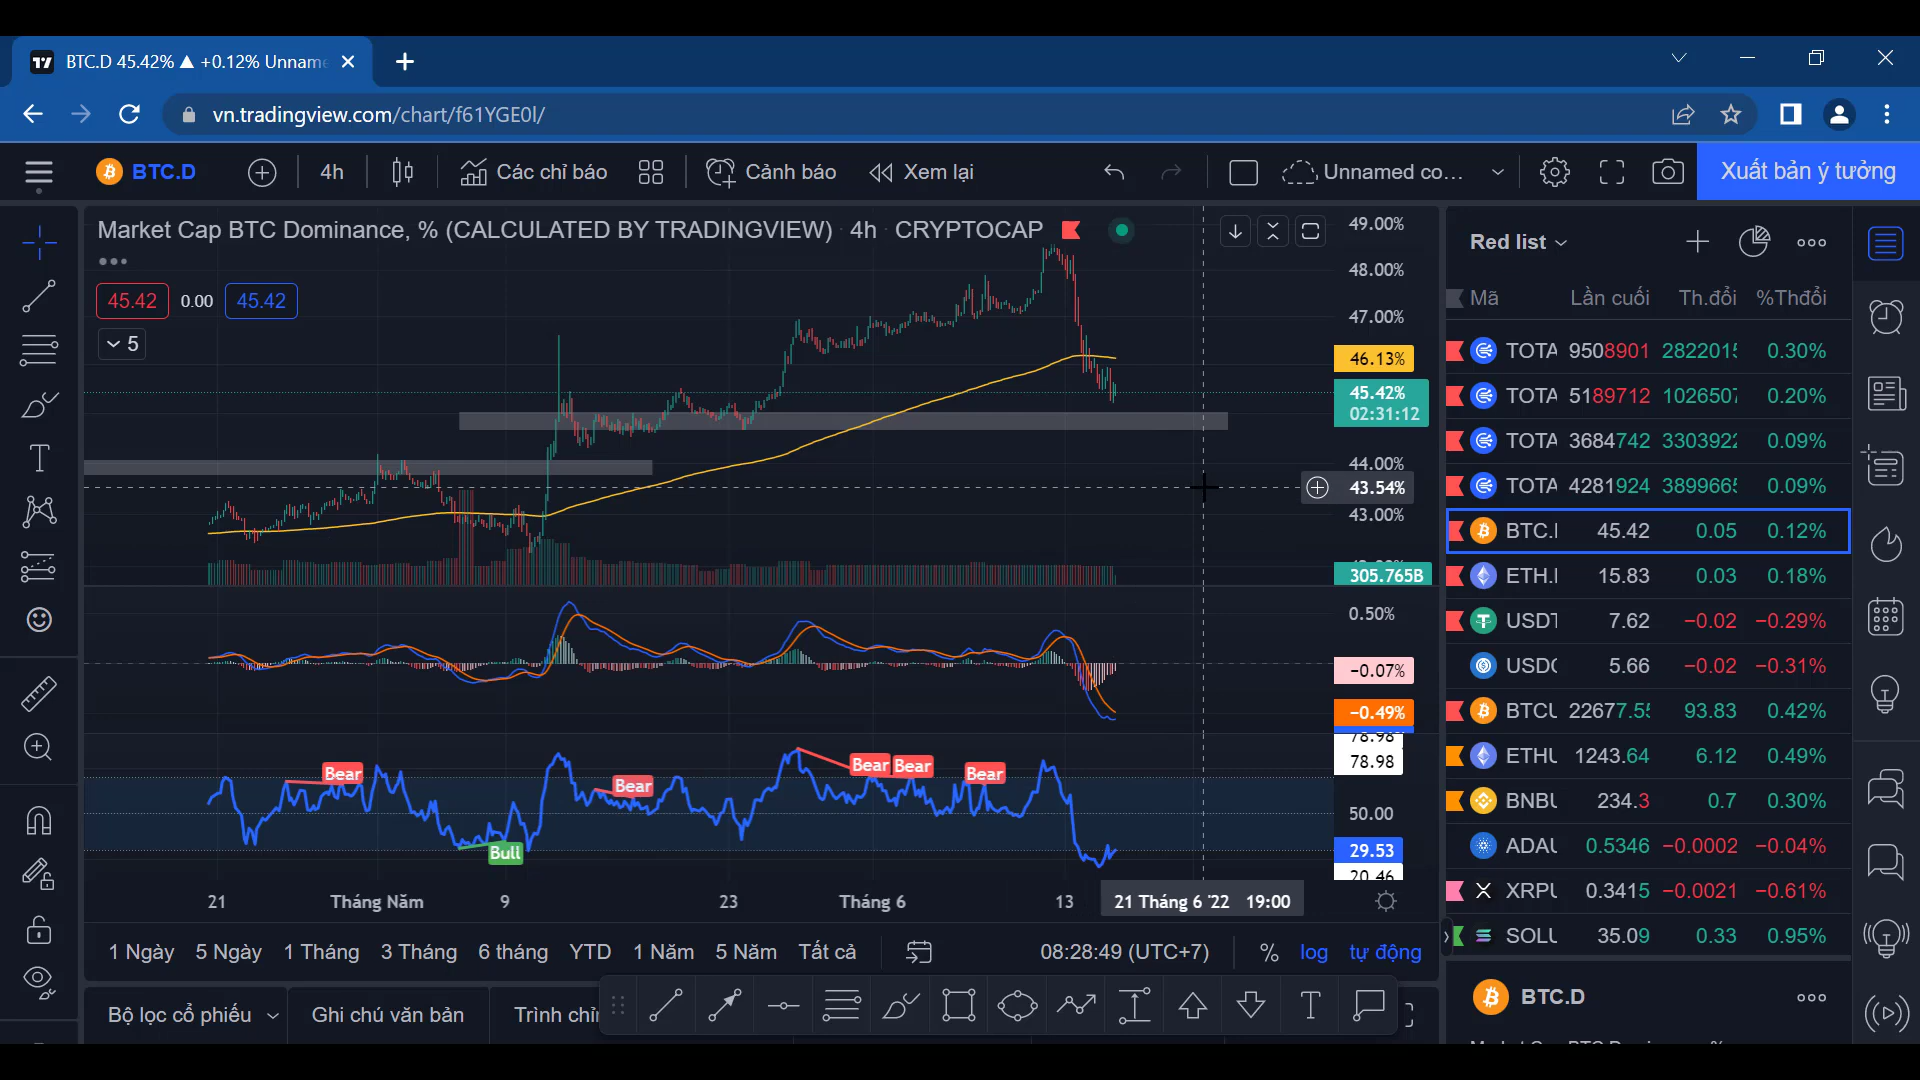 BTC.D 45.42% ▲ +0.12% Unname
vn.tradingview.com/chart/f61YGE0l/
BTC.D 4h Các chỉ báo Cảnh báo Xem lại Unnamed co... Xuất bản ý tưởng
Market Cap BTC Dominance, % (CALCULATED BY TRADINGVIEW) · 4h · CRYPTOCAP
45.42 0.00 45.42
5
49.00%
48.00%
47.00%
46.13%
45.42%
02:31:12
44.00%
43.54%
43.00%
305.765B
0.50%
−0.07%
−0.49%
78.98
78.98
50.00
29.53
20.46
Bear
Bear
Bear
Bear
Bear
Bull
21 Tháng Năm 9 23 Tháng 6 13 21 Tháng 6 '22 19:00
1 Ngày 5 Ngày 1 Tháng 3 Tháng 6 tháng YTD 1 Năm 5 Năm Tất cả 08:28:49 (UTC+7) % log tự động
Bộ lọc cổ phiếu Ghi chú văn bản Trình chỉn
Red list
Mã Lần cuối Th.đổi %Thđổi
TOTA 9508901 2822015 0.30%
TOTA 5189712 1026507 0.20%
TOTA 3684742 3303922 0.09%
TOTA 4281924 3899665 0.09%
BTC.I 45.42 0.05 0.12%
ETH.I 15.83 0.03 0.18%
USDT 7.62 −0.02 −0.29%
USDC 5.66 −0.02 −0.31%
BTCU 22677.55 93.83 0.42%
ETHU 1243.64 6.12 0.49%
BNBU 234.3 0.7 0.30%
ADAU 0.5346 −0.0002 −0.04%
XRPU 0.3415 −0.0021 −0.61%
SOLU 35.09 0.33 0.95%
BTC.D